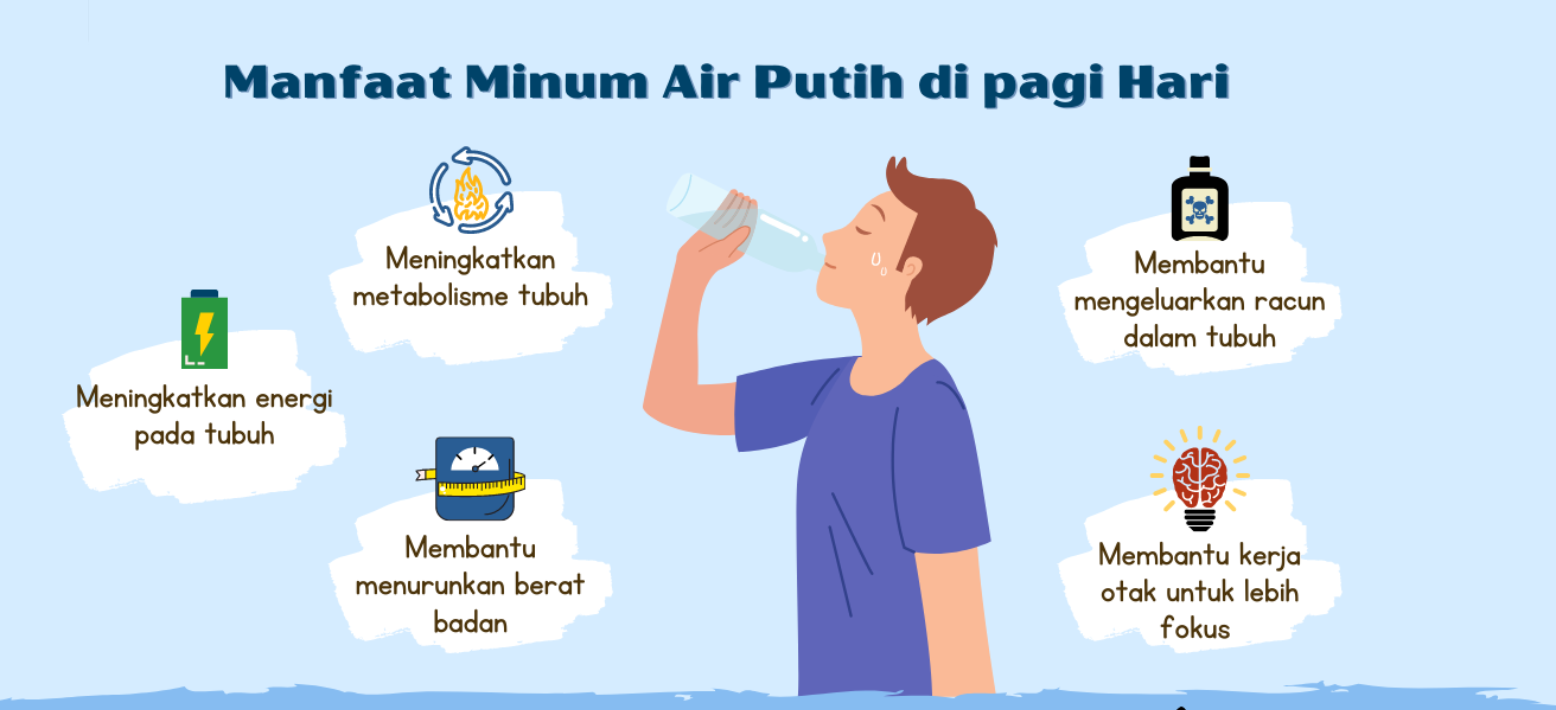 Manfaat Minum Air Putih di pagi Hari
Meningkatkan
metabolisme tubuh
Membantu
mengeluarkan racun
dalam tubuh
Meningkatkan energi
pada tubuh
Membantu
menurunkan berat
badan
Membantu kerja
otak untuk lebih
fokus